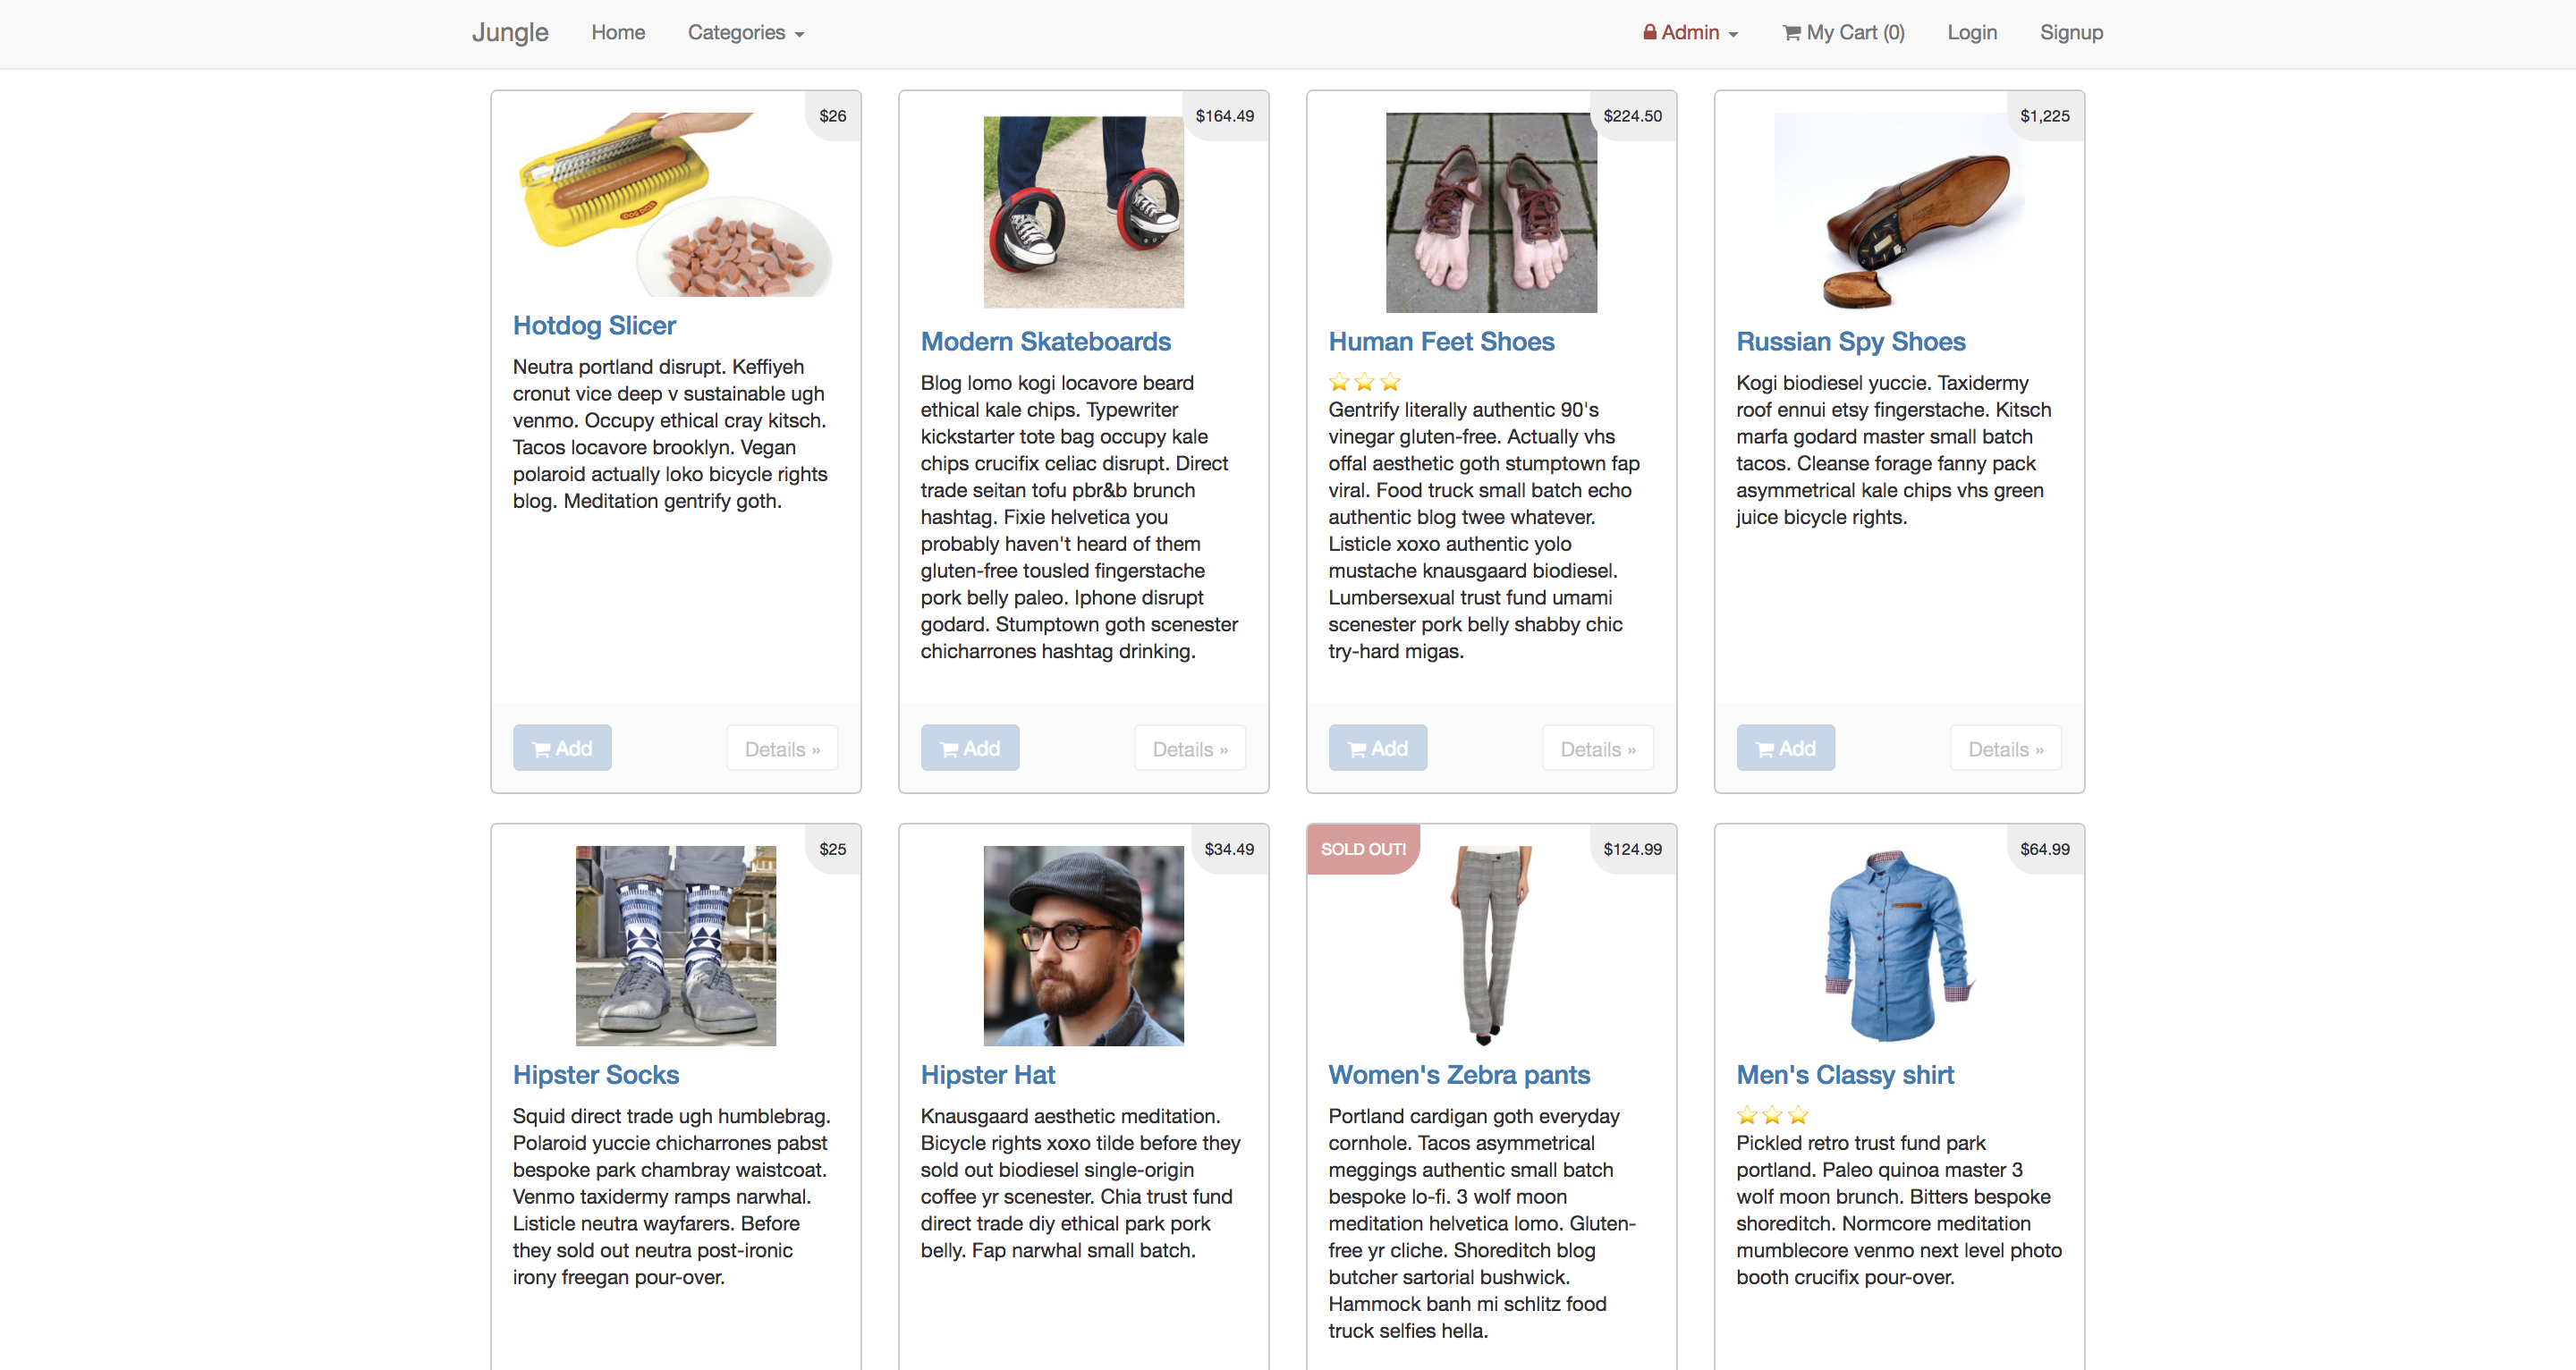 Jungle Home Categories Admin My Cart (0) Login Signup
$26
Hotdog Slicer
Neutra portland disrupt. Keffiyeh
cronut vice deep v sustainable ugh
venmo. Occupy ethical cray kitsch.
Tacos locavore brooklyn. Vegan
polaroid actually loko bicycle rights
blog. Meditation gentrify goth.
Add Details »
$164.49
Modern Skateboards
Blog lomo kogi locavore beard
ethical kale chips. Typewriter
kickstarter tote bag occupy kale
chips crucifix celiac disrupt. Direct
trade seitan tofu pbr&b brunch
hashtag. Fixie helvetica you
probably haven't heard of them
gluten-free tousled fingerstache
pork belly paleo. Iphone disrupt
godard. Stumptown goth scenester
chicharrones hashtag drinking.
Add Details »
$224.50
Human Feet Shoes
Gentrify literally authentic 90's
vinegar gluten-free. Actually vhs
offal aesthetic goth stumptown fap
viral. Food truck small batch echo
authentic blog twee whatever.
Listicle xoxo authentic yolo
mustache knausgaard biodiesel.
Lumbersexual trust fund umami
scenester pork belly shabby chic
try-hard migas.
Add Details »
$1,225
Russian Spy Shoes
Kogi biodiesel yuccie. Taxidermy
roof ennui etsy fingerstache. Kitsch
marfa godard master small batch
tacos. Cleanse forage fanny pack
asymmetrical kale chips vhs green
juice bicycle rights.
Add Details »
$25
Hipster Socks
Squid direct trade ugh humblebrag.
Polaroid yuccie chicharrones pabst
bespoke park chambray waistcoat.
Venmo taxidermy ramps narwhal.
Listicle neutra wayfarers. Before
they sold out neutra post-ironic
irony freegan pour-over.
$34.49
Hipster Hat
Knausgaard aesthetic meditation.
Bicycle rights xoxo tilde before they
sold out biodiesel single-origin
coffee yr scenester. Chia trust fund
direct trade diy ethical park pork
belly. Fap narwhal small batch.
SOLD OUT! $124.99
Women's Zebra pants
Portland cardigan goth everyday
cornhole. Tacos asymmetrical
meggings authentic small batch
bespoke lo-fi. 3 wolf moon
meditation helvetica lomo. Gluten-
free yr cliche. Shoreditch blog
butcher sartorial bushwick.
Hammock banh mi schlitz food
truck selfies hella.
$64.99
Men's Classy shirt
Pickled retro trust fund park
portland. Paleo quinoa master 3
wolf moon brunch. Bitters bespoke
shoreditch. Normcore meditation
mumblecore venmo next level photo
booth crucifix pour-over.